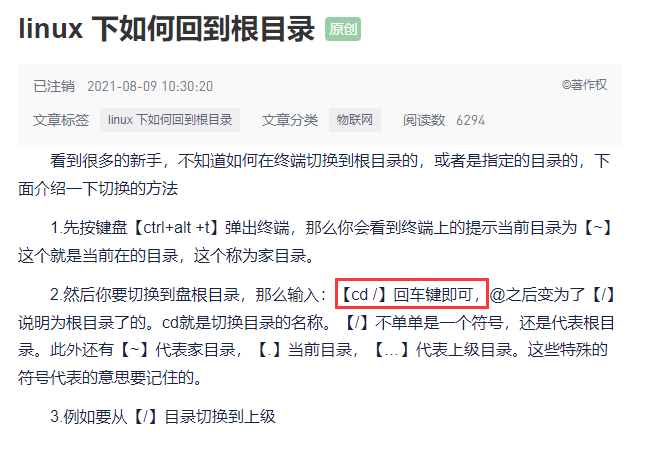 linux 下如何回到根目录 原创
已注销 2021-08-09 10:30:20 ©著作权
文章标签 linux 下如何回到根目录 文章分类 物联网 阅读数 6294
看到很多的新手，不知道如何在终端切换到根目录的，或者是指定的目录的，下
面介绍一下切换的方法
1.先按键盘【ctrl+alt +t】弹出终端，那么你会看到终端上的提示当前目录为【~】
这个就是当前在的目录，这个称为家目录。
2.然后你要切换到盘根目录，那么输入：【cd /】回车键即可，@之后变为了【/】
说明为根目录了的。cd就是切换目录的名称。【/】不单单是一个符号，还是代表根目
录。此外还有【~】代表家目录，【.】当前目录，【…】代表上级目录。这些特殊的
符号代表的意思要记住的。
3.例如要从【/】目录切换到上级